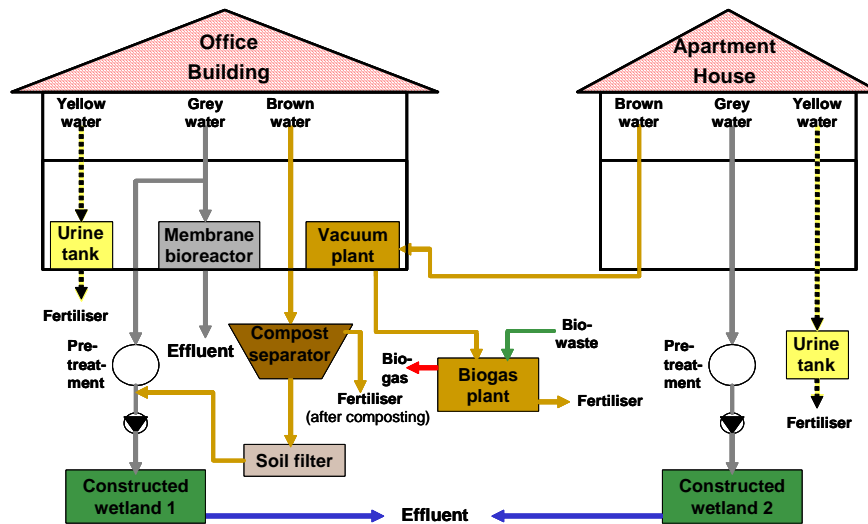 Office
Building
Apartment
House
Yellow
water
Grey
water
Brown
water
Brown
water
Grey
water
Yellow
water
Urine
tank
Membrane
bioreactor
Vacuum
plant
Fertiliser
Effluent
Compost
separator
Bio-
waste
Pre-
treat-
ment
Bio-
gas
Biogas
plant
Fertiliser
Fertiliser
(after composting)
Pre-
treat-
ment
Urine
tank
Fertiliser
Soil filter
Constructed
wetland 1
Effluent
Constructed
wetland 2